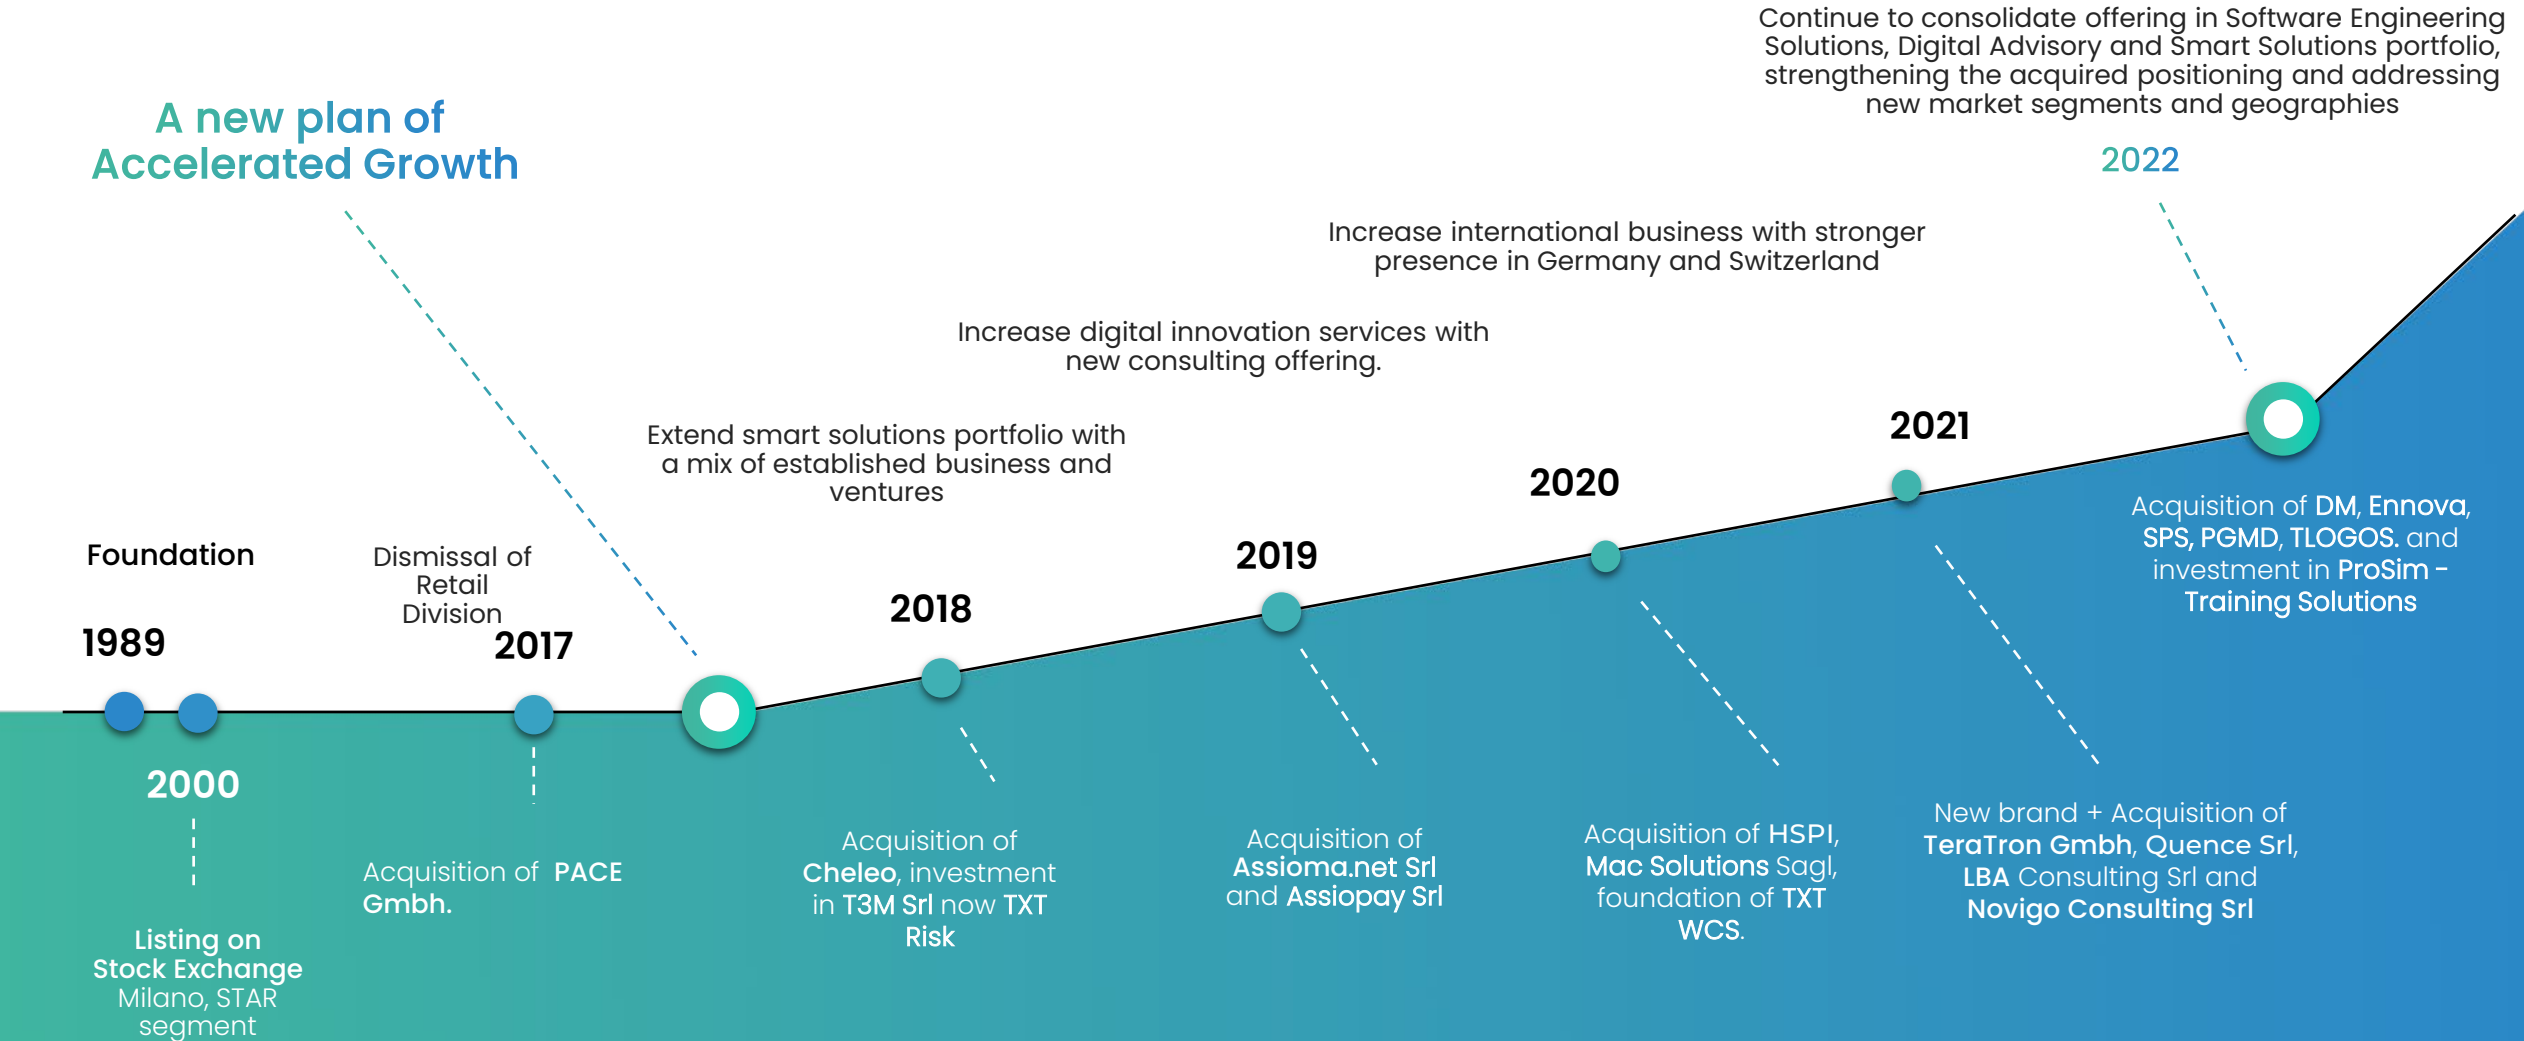 Continue to consolidate offering in Software Engineering
Solutions, Digital Advisory and Smart Solutions portfolio,
strengthening the acquired positioning and addressing
new market segments and geographies
2022
A new plan of
Accelerated Growth
Increase international business with stronger
presence in Germany and Switzerland
Increase digital innovation services with
new consulting offering.
Extend smart solutions portfolio with
a mix of established business and
ventures
Foundation
1989
Dismissal of
Retail
Division
2017
2018
2019
2020
2021
2000
Listing on
Stock Exchange
Milano, STAR
segment
Acquisition of PACE
Gmbh.
Acquisition of
Cheleo, investment
in T3M Srl now TXT
Risk
Acquisition of
Assioma.net Srl
and Assiopay Srl
Acquisition of HSPI,
Mac Solutions Sagl,
foundation of TXT
WCS.
New brand + Acquisition of
TeraTron Gmbh, Quence Srl,
LBA Consulting Srl and
Novigo Consulting Srl
Acquisition of DM, Ennova,
SPS, PGMD, TLOGOS. and
investment in ProSim -
Training Solutions